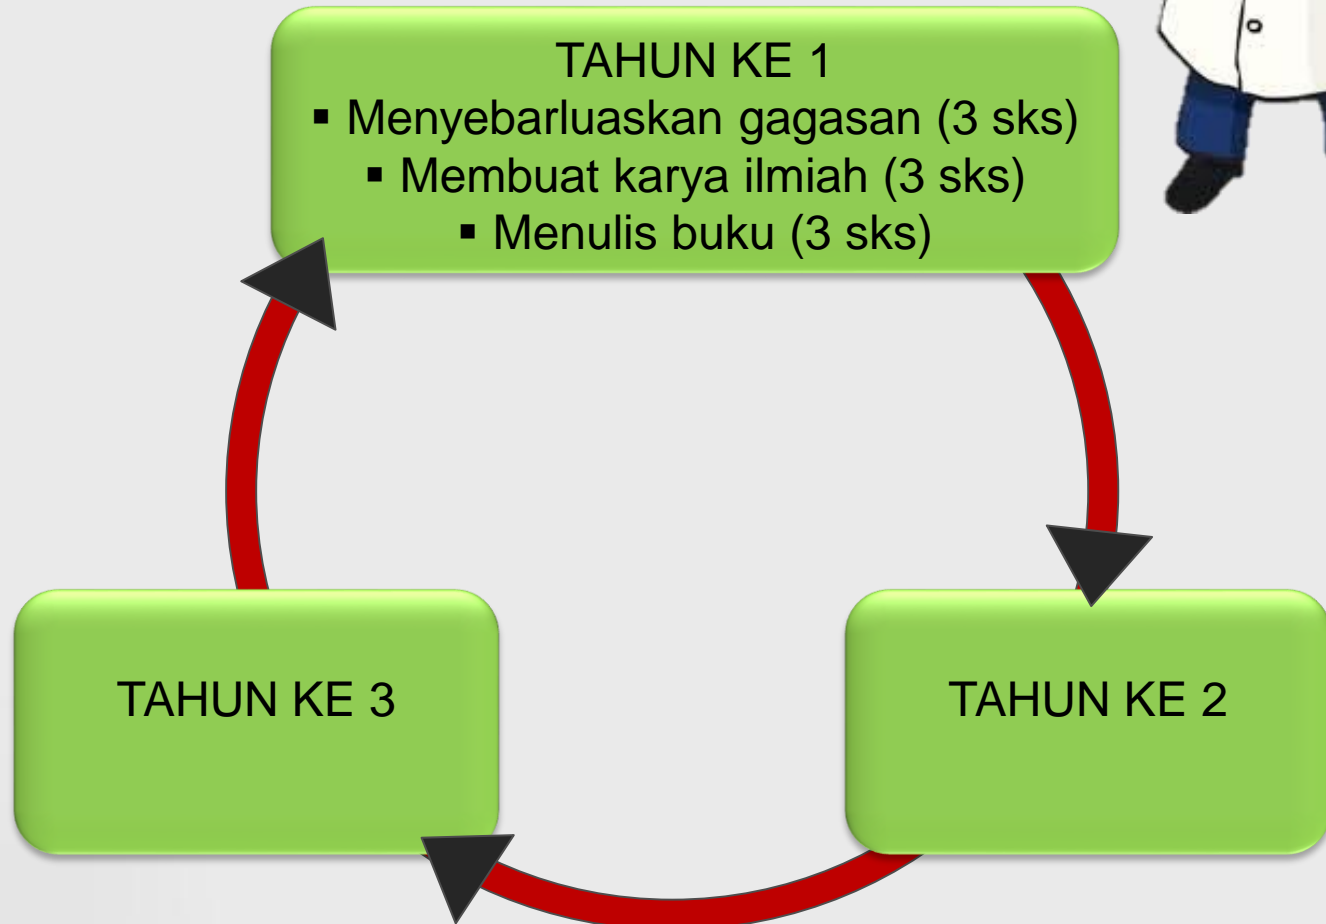 TAHUN KE 1
▪ Menyebarluaskan gagasan (3 sks)
▪ Membuat karya ilmiah (3 sks)
▪ Menulis buku (3 sks)
TAHUN KE 3
TAHUN KE 2